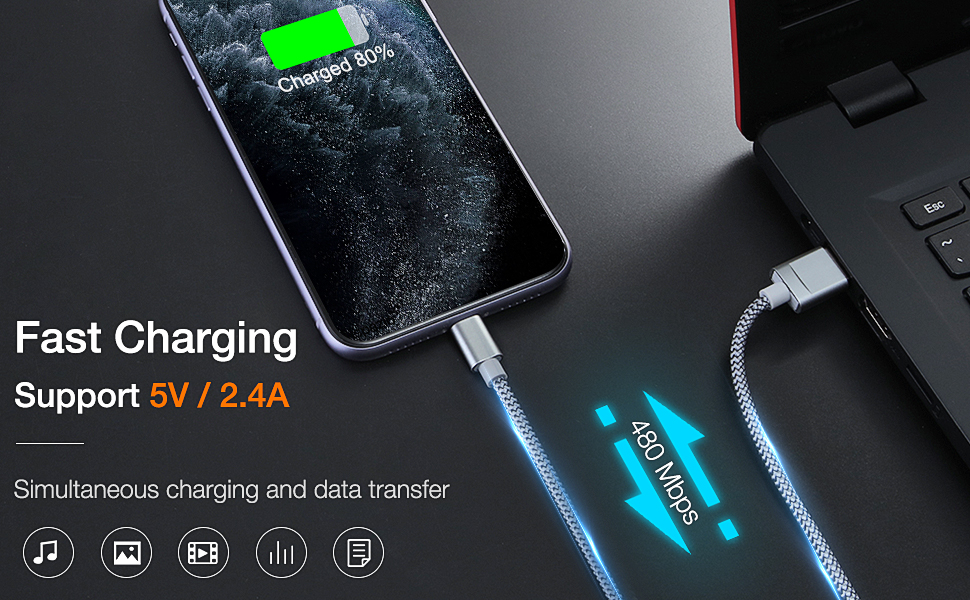 Charged 80%
Esc
~
Fast Charging
Support 5V / 2.4A
480 Mbps
Simultaneous charging and data transfer